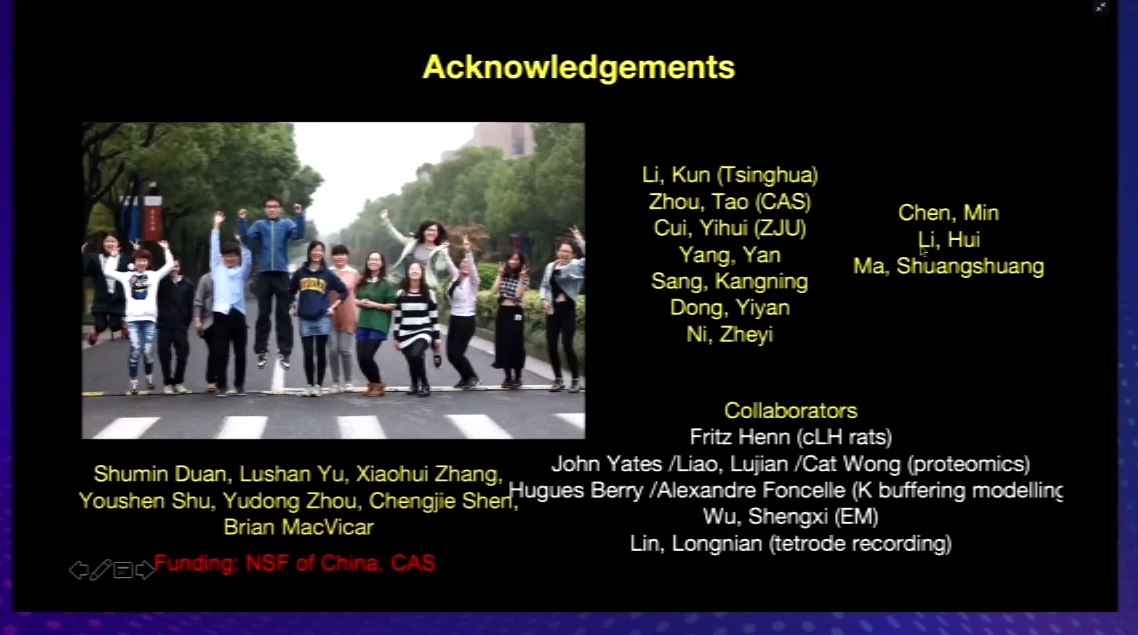 Acknowledgements
Li, Kun (Tsinghua)
Zhou, Tao (CAS)
Cui, Yihui (ZJU)
Yang, Yan
Sang, Kangning
Dong, Yiyan
Ni, Zheyi
Chen, Min
Li, Hui
Ma, Shuangshuang
Collaborators
Fritz Henn (cLH rats)
John Yates /Liao, Lujian /Cat Wong (proteomics)
Hugues Berry /Alexandre Foncelle (K buffering modelling
Wu, Shengxi (EM)
Lin, Longnian (tetrode recording)
Shumin Duan, Lushan Yu, Xiaohui Zhang,
Youshen Shu, Yudong Zhou, Chengjie Shen,
Brian MacVicar
Funding: NSF of China, CAS